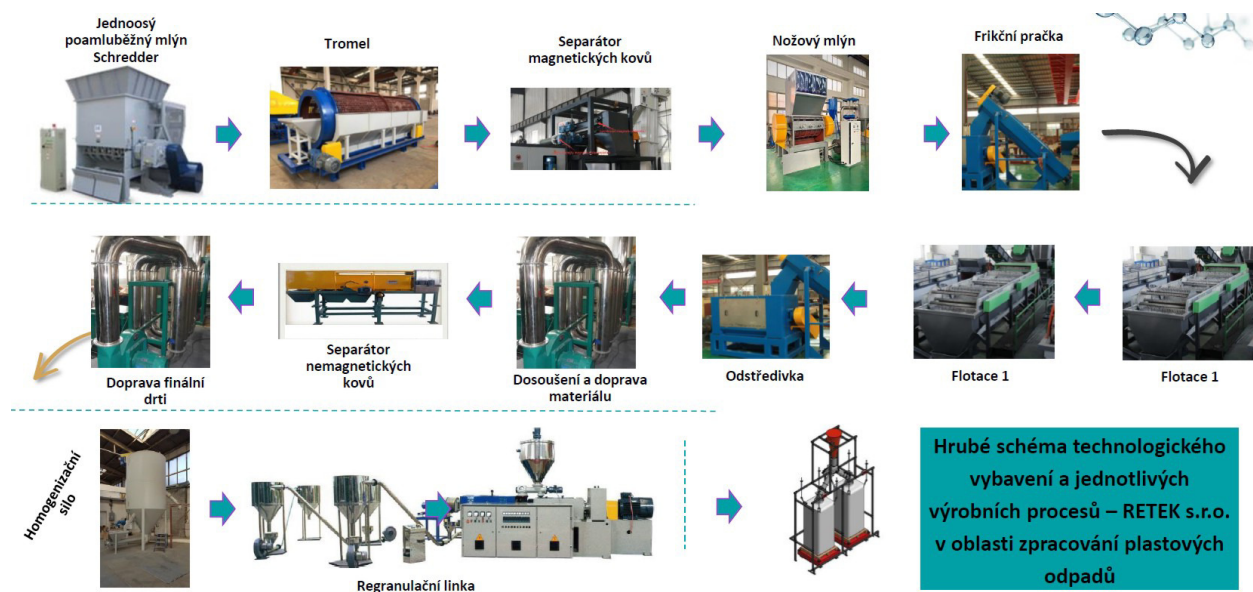 Jednoosý
poamluběžný mlýn
Schredder
Tromel
Separátor
magnetických kovů
Nožový mlýn
Frikční pračka
Doprava finální
drti
Separátor
nemagnetických
kovů
Dosoušení a doprava
materiálu
Odstředivka
Flotace 1
Flotace 1
Homogenizační
silo
Regranulační linka
Hrubé schéma technologického
vybavení a jednotlivých
výrobních procesů – RETEK s.r.o.
v oblasti zpracování plastových
odpadů